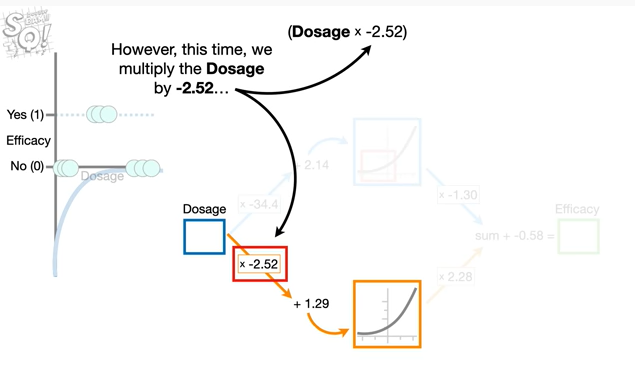 SQ!
(Dosage × -2.52)
However, this time, we
multiply the Dosage
by -2.52…
Yes (1)
Efficacy
No (0)
Dosage
+ 2.14
x -34.4
x -1.30
Dosage
Efficacy
sum + -0.58 =
x -2.52
x 2.28
+ 1.29